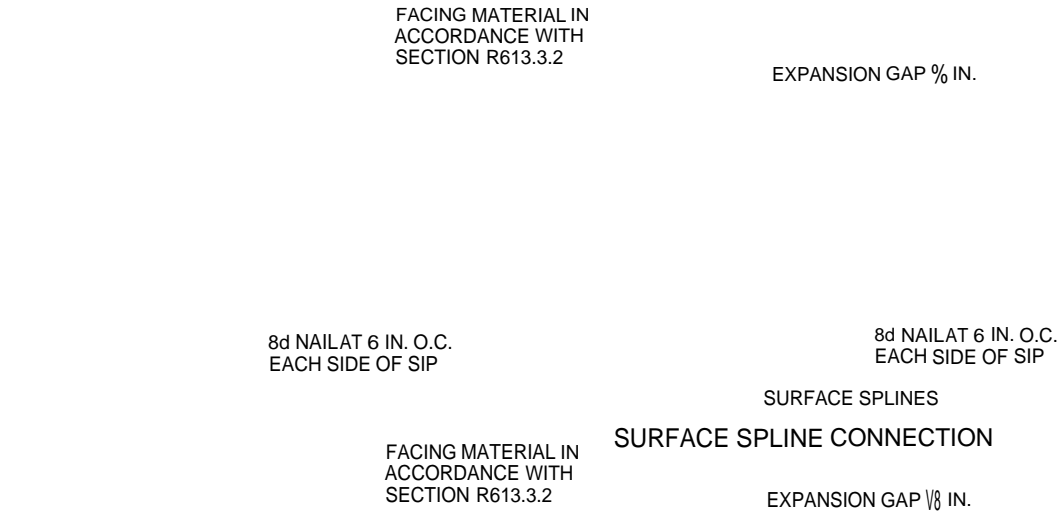 FACING MATERIAL IN
ACCORDANCE WITH
SECTION R613.3.2
EXPANSION GAP % IN.
8d NAILAT 6 IN. O.C.
EACH SIDE OF SIP
8d NAILAT 6 IN. O.C.
EACH SIDE OF SIP
SURFACE SPLINES
SURFACE SPLINE CONNECTION
FACING MATERIAL IN
ACCORDANCE WITH
SECTION R613.3.2
EXPANSION GAP \/8 IN.